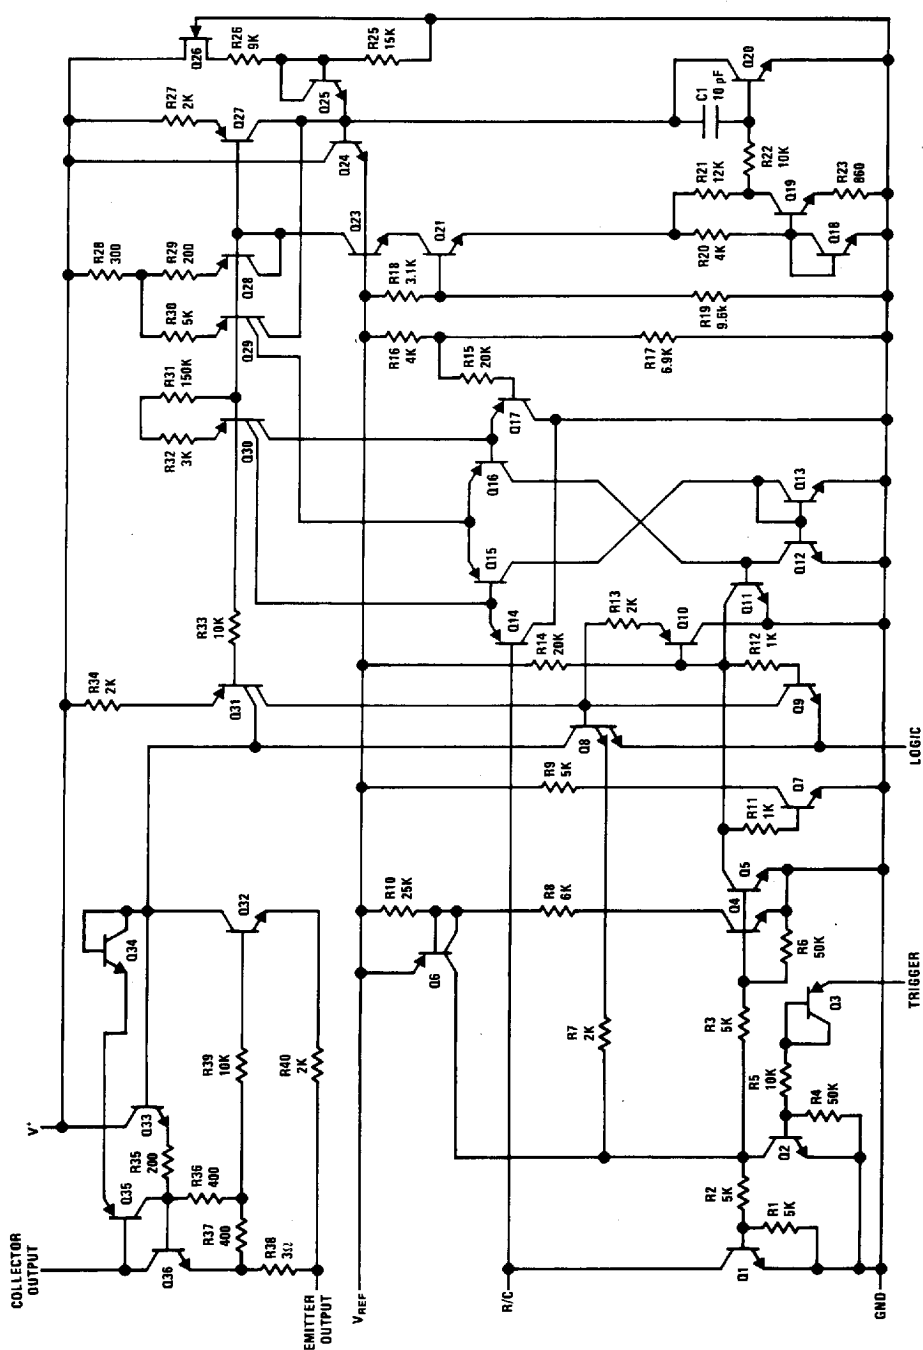 COLLECTOR
OUTPUT
V+
Q36
Q35
R35
200
Q33
Q34
R37
400
R36
400
R38
3Ω
EMITTER
OUTPUT
R39
10K
R40
2K
Q32
R34
2K
Q31
R33
10K
R32
3K
R31
150K
Q30
R30
5K
Q29
R28
300
R29
200
Q28
R27
2K
Q27
Q26
R26
9K
Q25
R25
15K
Q24
VREF
Q6
R10
25K
R9
5K
R14
20K
R16
4K
R15
20K
R17
6.9K
R18
3.1K
R19
9.6k
Q23
Q21
R/C
R7
2K
R8
6K
Q8
R13
2K
Q10
Q14
Q15
Q16
Q17
R21
12K
R20
4K
R22
10K
C1
10 pF
Q20
Q19
Q18
R23
860
Q1
R2
5K
R1
5K
Q2
R3
5K
R5
10K
R4
50K
Q3
R6
50K
Q4
Q5
R11
1K
Q7
Q9
R12
1K
Q11
Q12
Q13
GND
TRIGGER
LOGIC